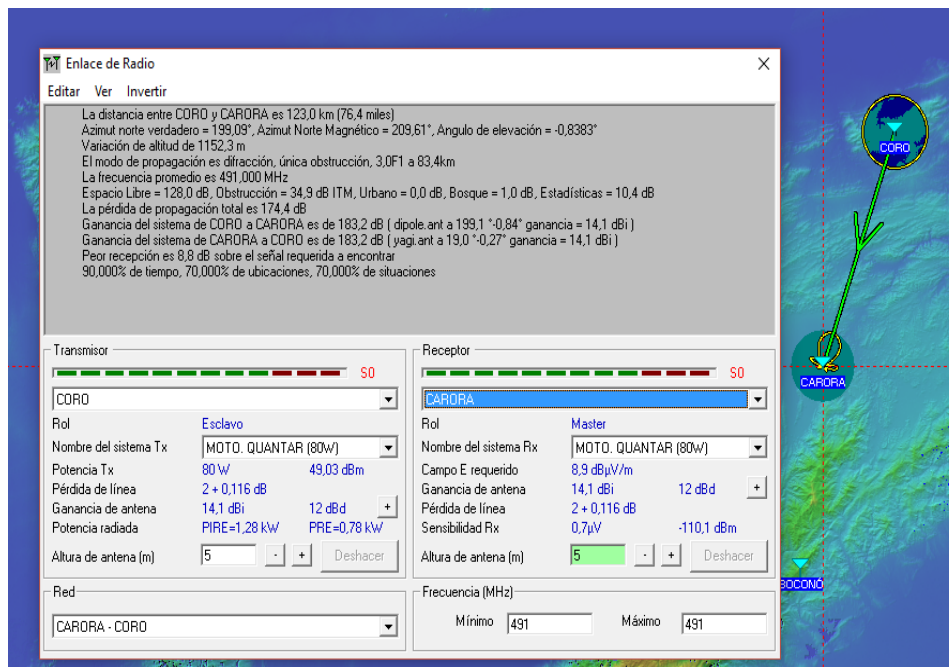 Enlace de Radio
Editar Ver Invertir
La distancia entre CORO y CARORA es 123,0 km (76,4 miles)
Azimut norte verdadero = 199,09°, Azimut Norte Magnético = 209,61°, Angulo de elevación = -0,8383°
Variación de altitud de 1152,3 m
El modo de propagación es difracción, única obstrucción, 3,0F1 a 83,4km
La frecuencia promedio es 491,000 MHz
Espacio Libre = 128,0 dB, Obstrucción = 34,9 dB ITM, Urbano = 0,0 dB, Bosque = 1,0 dB, Estadísticas = 10,4 dB
La pérdida de propagación total es 174,4 dB
Ganancia del sistema de CORO a CARORA es de 183,2 dB ( dipole.ant a 199,1 °-0,84° ganancia = 14,1 dBi )
Ganancia del sistema de CARORA a CORO es de 183,2 dB ( yagi.ant a 19,0 °-0,27° ganancia = 14,1 dBi )
Peor recepción es 8,8 dB sobre el señal requerida a encontrar
90,000% de tiempo, 70,000% de ubicaciones, 70,000% de situaciones
Transmisor
S0
CORO
Rol Esclavo
Nombre del sistema Tx MOTO. QUANTAR (80W)
Potencia Tx 80 W 49,03 dBm
Pérdida de línea 2 + 0,116 dB
Ganancia de antena 14,1 dBi 12 dBd +
Potencia radiada PIRE=1,28 kW PRE=0,78 kW
Altura de antena (m) 5 - + Deshacer
Receptor
S0
CARORA
Rol Master
Nombre del sistema Rx MOTO. QUANTAR (80W)
Campo E requerido 8,9 dBµV/m
Ganancia de antena 14,1 dBi 12 dBd +
Pérdida de línea 2 + 0,116 dB
Sensibilidad Rx 0,7µV -110,1 dBm
Altura de antena (m) 5 - + Deshacer
Red
CARORA - CORO
Frecuencia (MHz)
Mínimo 491 Máximo 491
CORO
CARORA
BOCONÓ